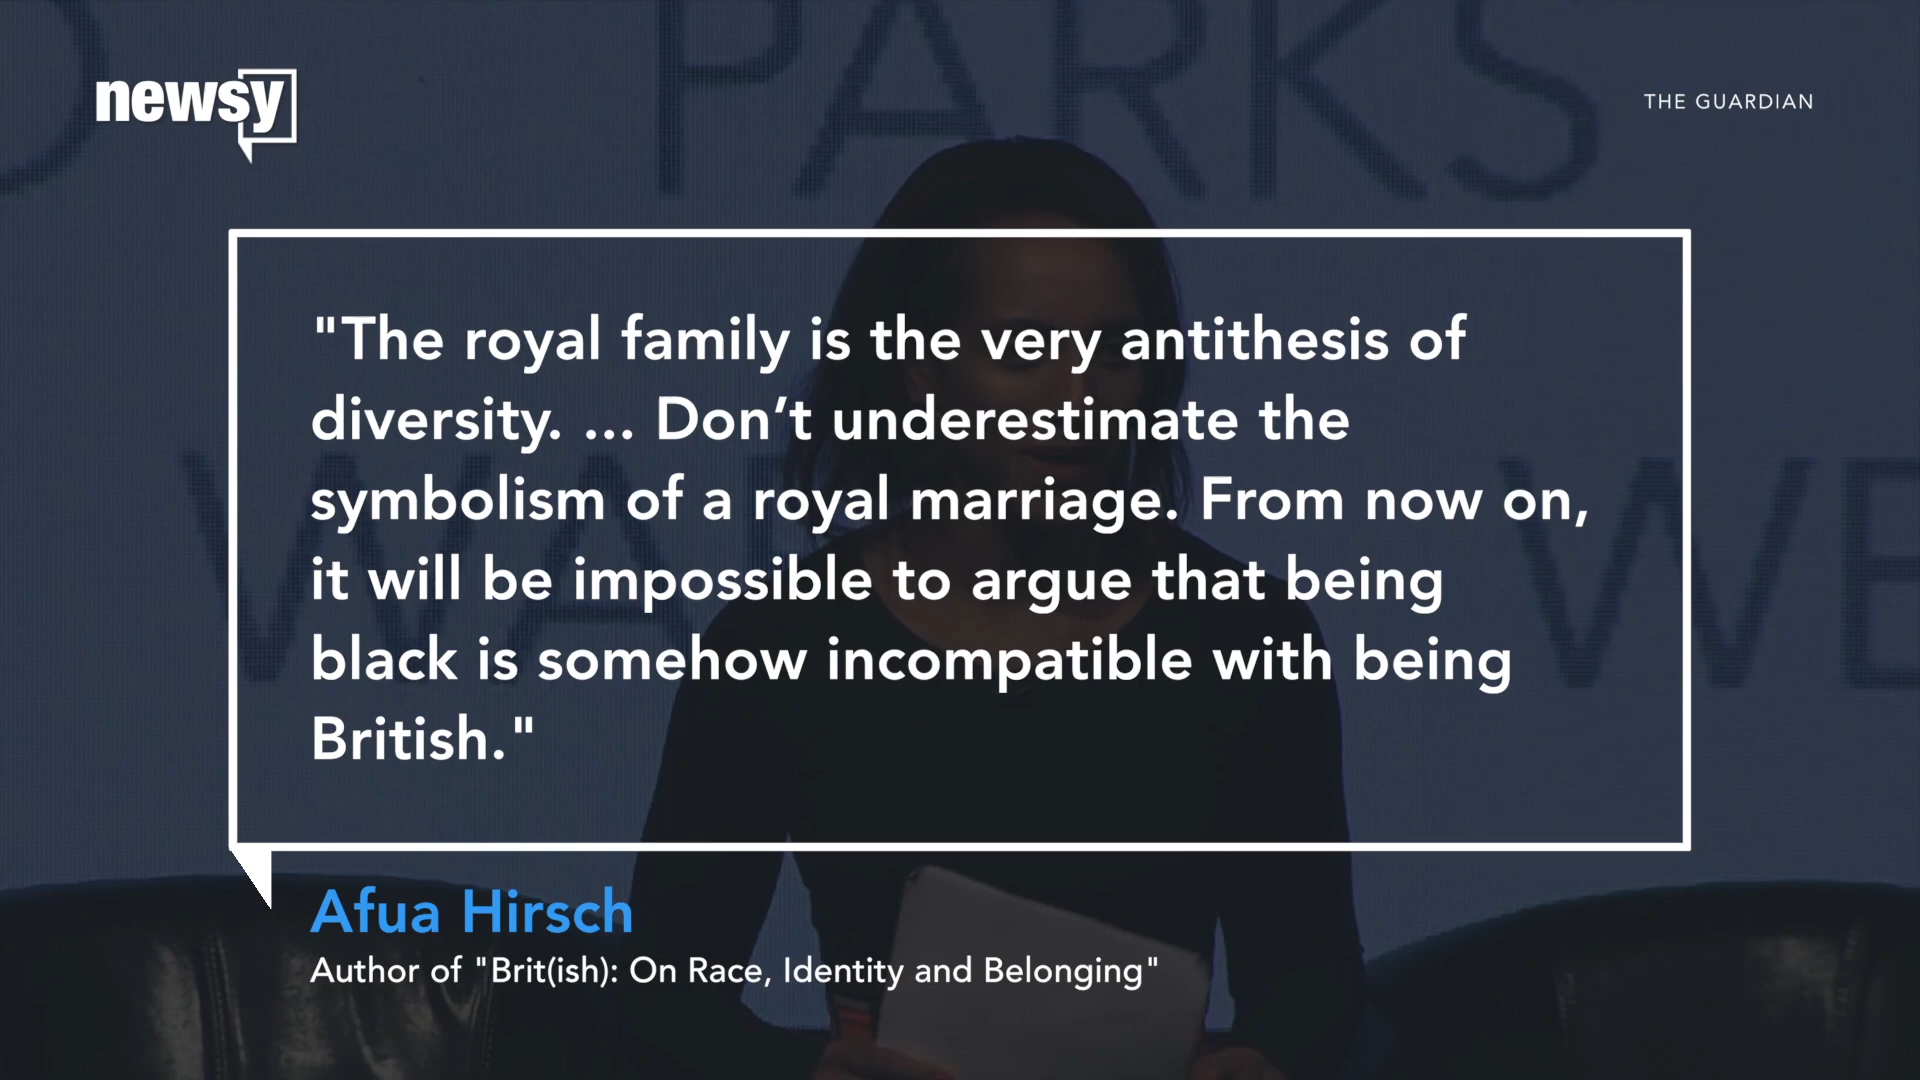 newsy
THE GUARDIAN
PARKS
"The royal family is the very antithesis of
diversity. ... Don’t underestimate the
symbolism of a royal marriage. From now on,
it will be impossible to argue that being
black is somehow incompatible with being
British."
Afua Hirsch
Author of "Brit(ish): On Race, Identity and Belonging"